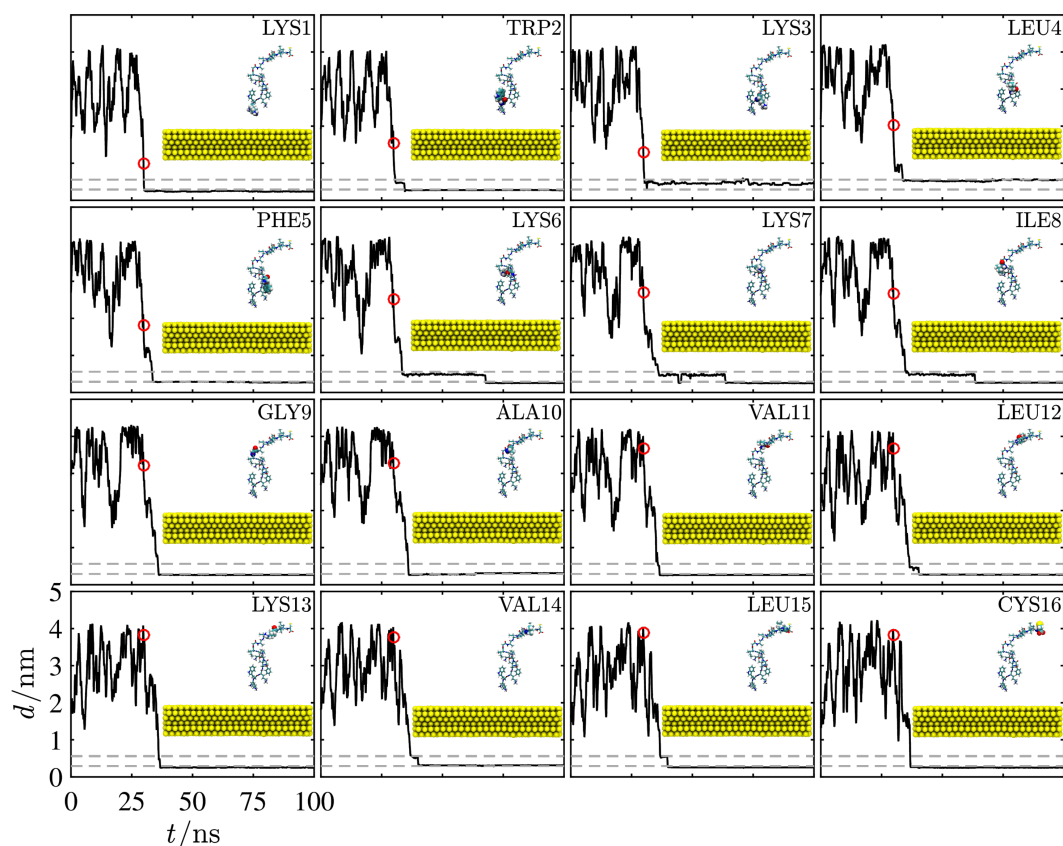 LYS1 TRP2 LYS3 LEU4
PHE5 LYS6 LYS7 ILE8
GLY9 ALA10 VAL11 LEU12
LYS13 VAL14 LEU15 CYS16
5
4
3
2
1
0
d/nm
0 25 75 100
t/ns